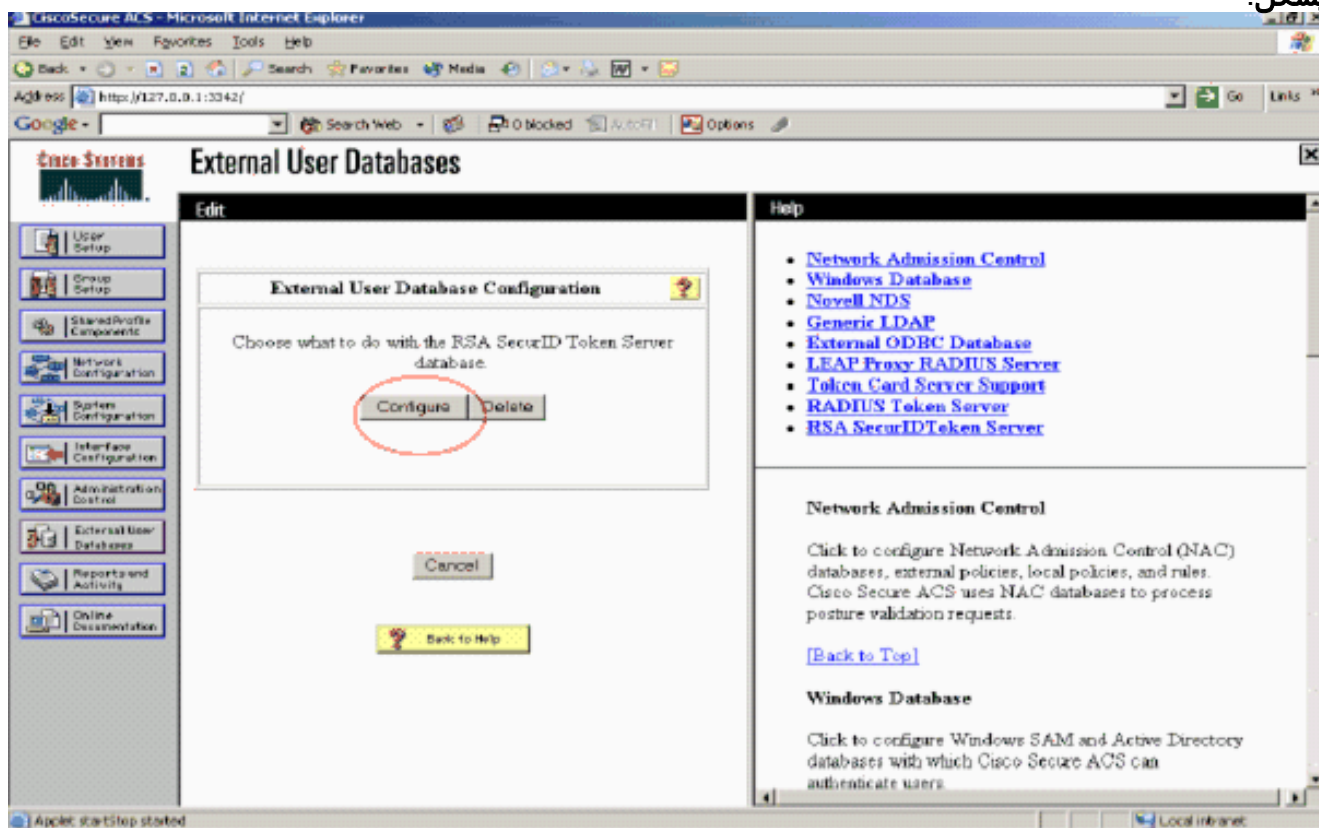 يشكل.
CiscoSecure ACS - Microsoft Internet Explorer
File Edit View Favorites Tools Help
Back Search Favorites Media
Address http://127.0.0.1:3342/ Go Links »
Google - Search Web 0 blocked AutoFill Options
Cisco Systems
External User Databases
Edit
User Setup
Group Setup
Shared Profile Components
Network Configuration
System Configuration
Interface Configuration
Administration Control
External User Databases
Reports and Activity
Online Documentation
External User Database Configuration
Choose what to do with the RSA SecurID Token Server
database.
Configure Delete
Cancel
Back to Help
Help
Network Admission Control
Windows Database
Novell NDS
Generic LDAP
External ODBC Database
LEAP Proxy RADIUS Server
Token Card Server Support
RADIUS Token Server
RSA SecurIDToken Server
Network Admission Control
Click to configure Network Admission Control (NAC)
databases, external policies, local policies, and rules.
Cisco Secure ACS uses NAC databases to process
posture validation requests.
[Back to Top]
Windows Database
Click to configure Windows SAM and Active Directory
databases with which Cisco Secure ACS can
authenticate users.
Applet startStop started
Local intranet